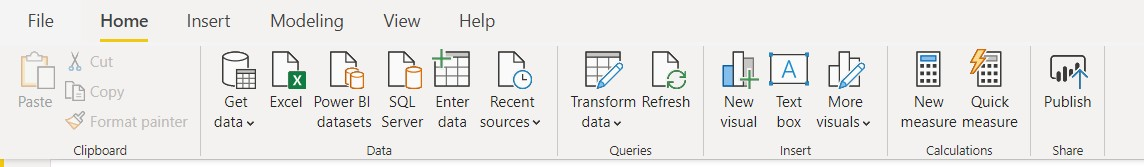 File Home Insert Modeling View Help
Paste
Cut
Copy
Format painter
Clipboard
Get data
Excel
Power BI datasets
SQL Server
Enter data
Recent sources
Data
Transform data
Refresh
Queries
New visual
Text box
More visuals
Insert
New measure
Quick measure
Calculations
Publish
Share